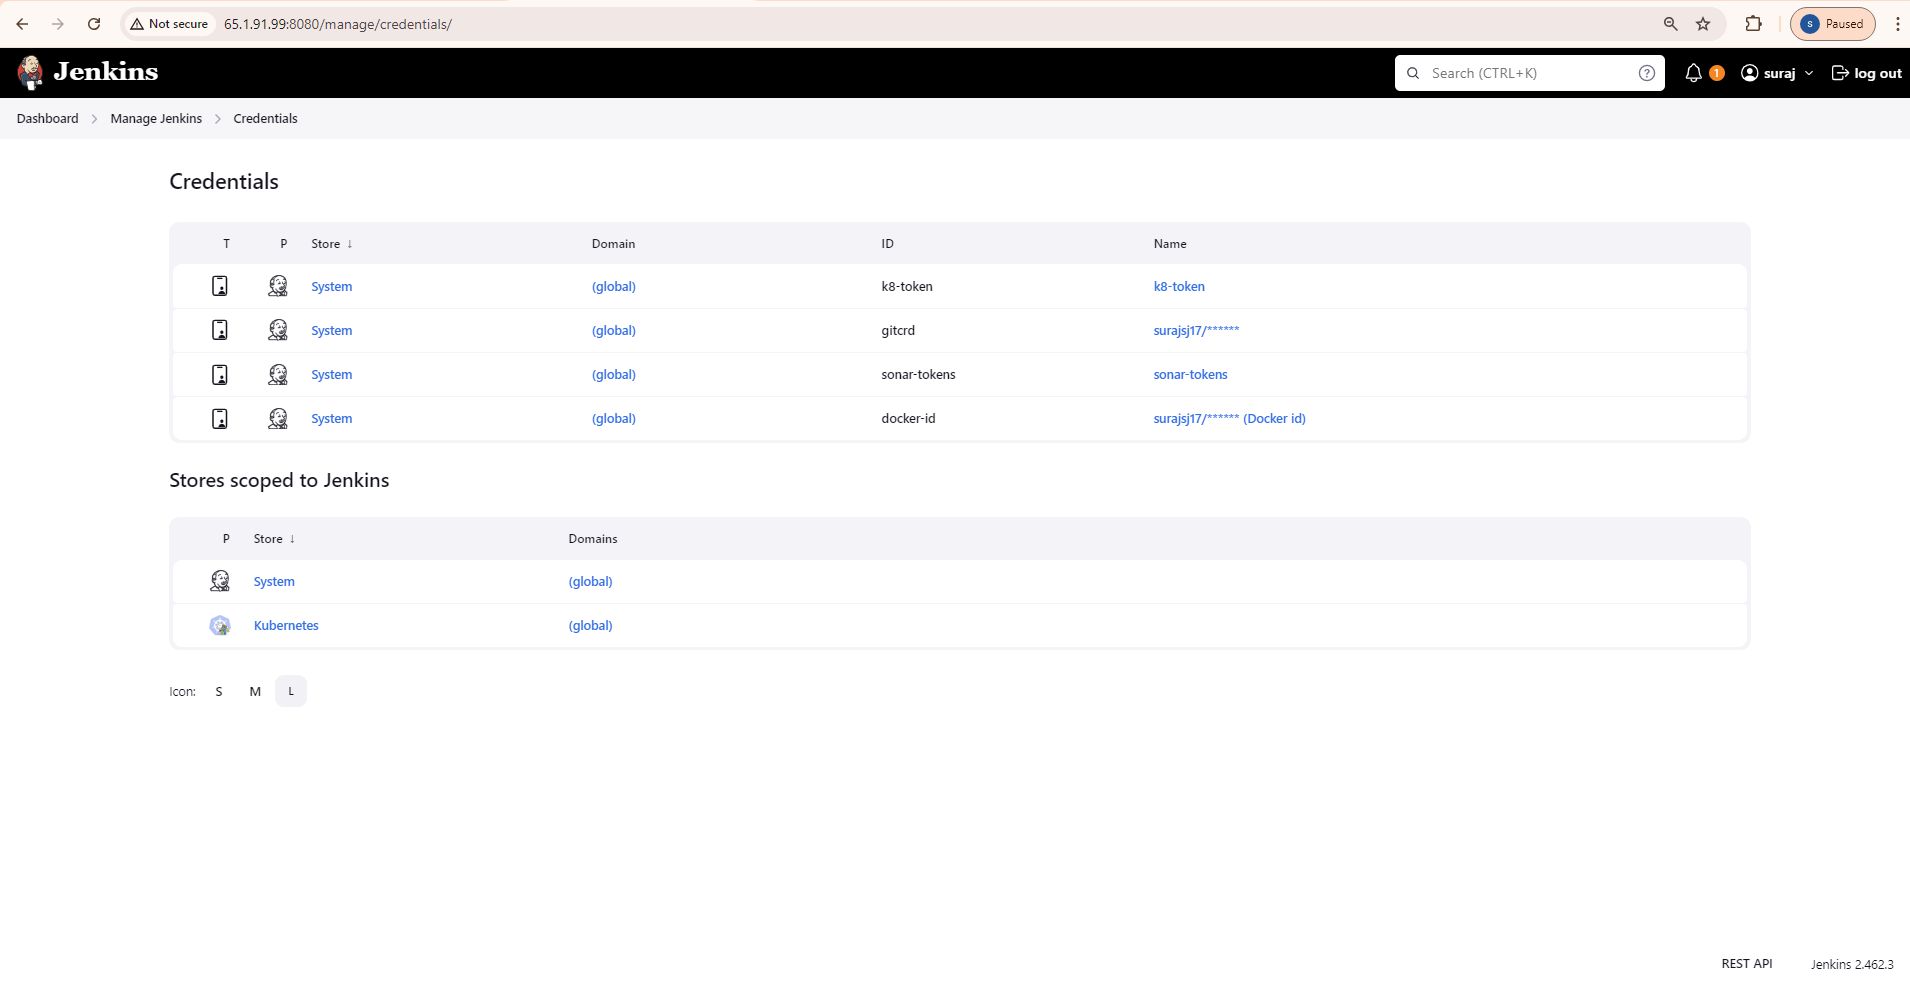 Not secure 65.1.91.99:8080/manage/credentials/ s Paused
Jenkins Search (CTRL+K) ? 1 suraj log out
Dashboard Manage Jenkins Credentials
Credentials
T P Store ↓ Domain ID Name
System (global) k8-token k8-token
System (global) gitcrd surajsj17/******
System (global) sonar-tokens sonar-tokens
System (global) docker-id surajsj17/****** (Docker id)
Stores scoped to Jenkins
P Store ↓ Domains
System (global)
Kubernetes (global)
Icon: S M L
REST API Jenkins 2.462.3